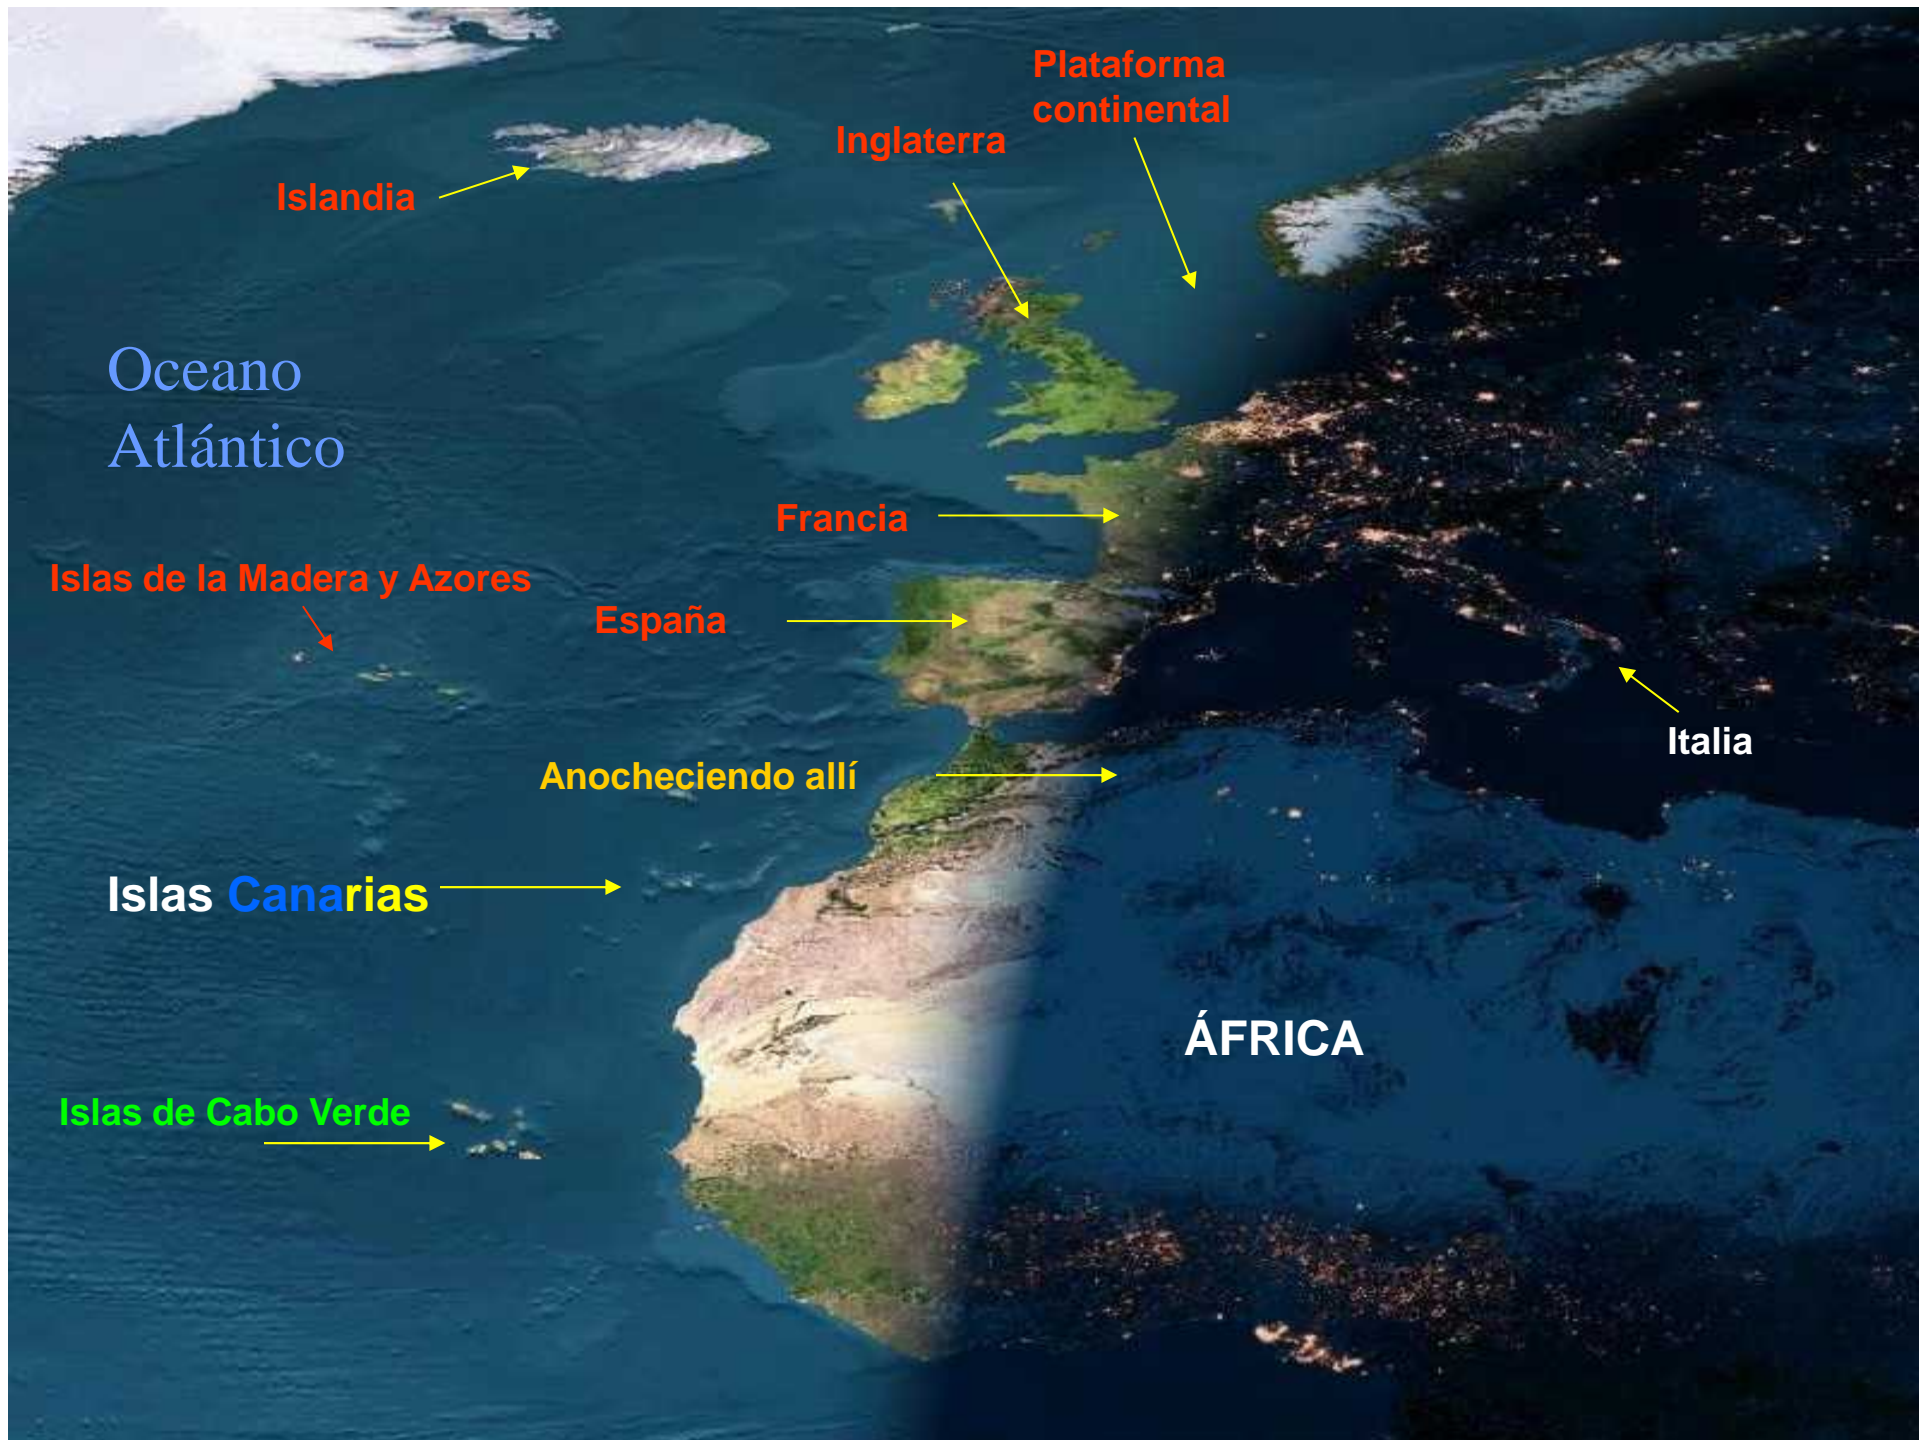 Plataforma
continental
Inglaterra
Islandia
Oceano
Atlántico
Francia
Islas de la Madera y Azores
España
Italia
Anocheciendo allí
Islas Canarias
ÁFRICA
Islas de Cabo Verde